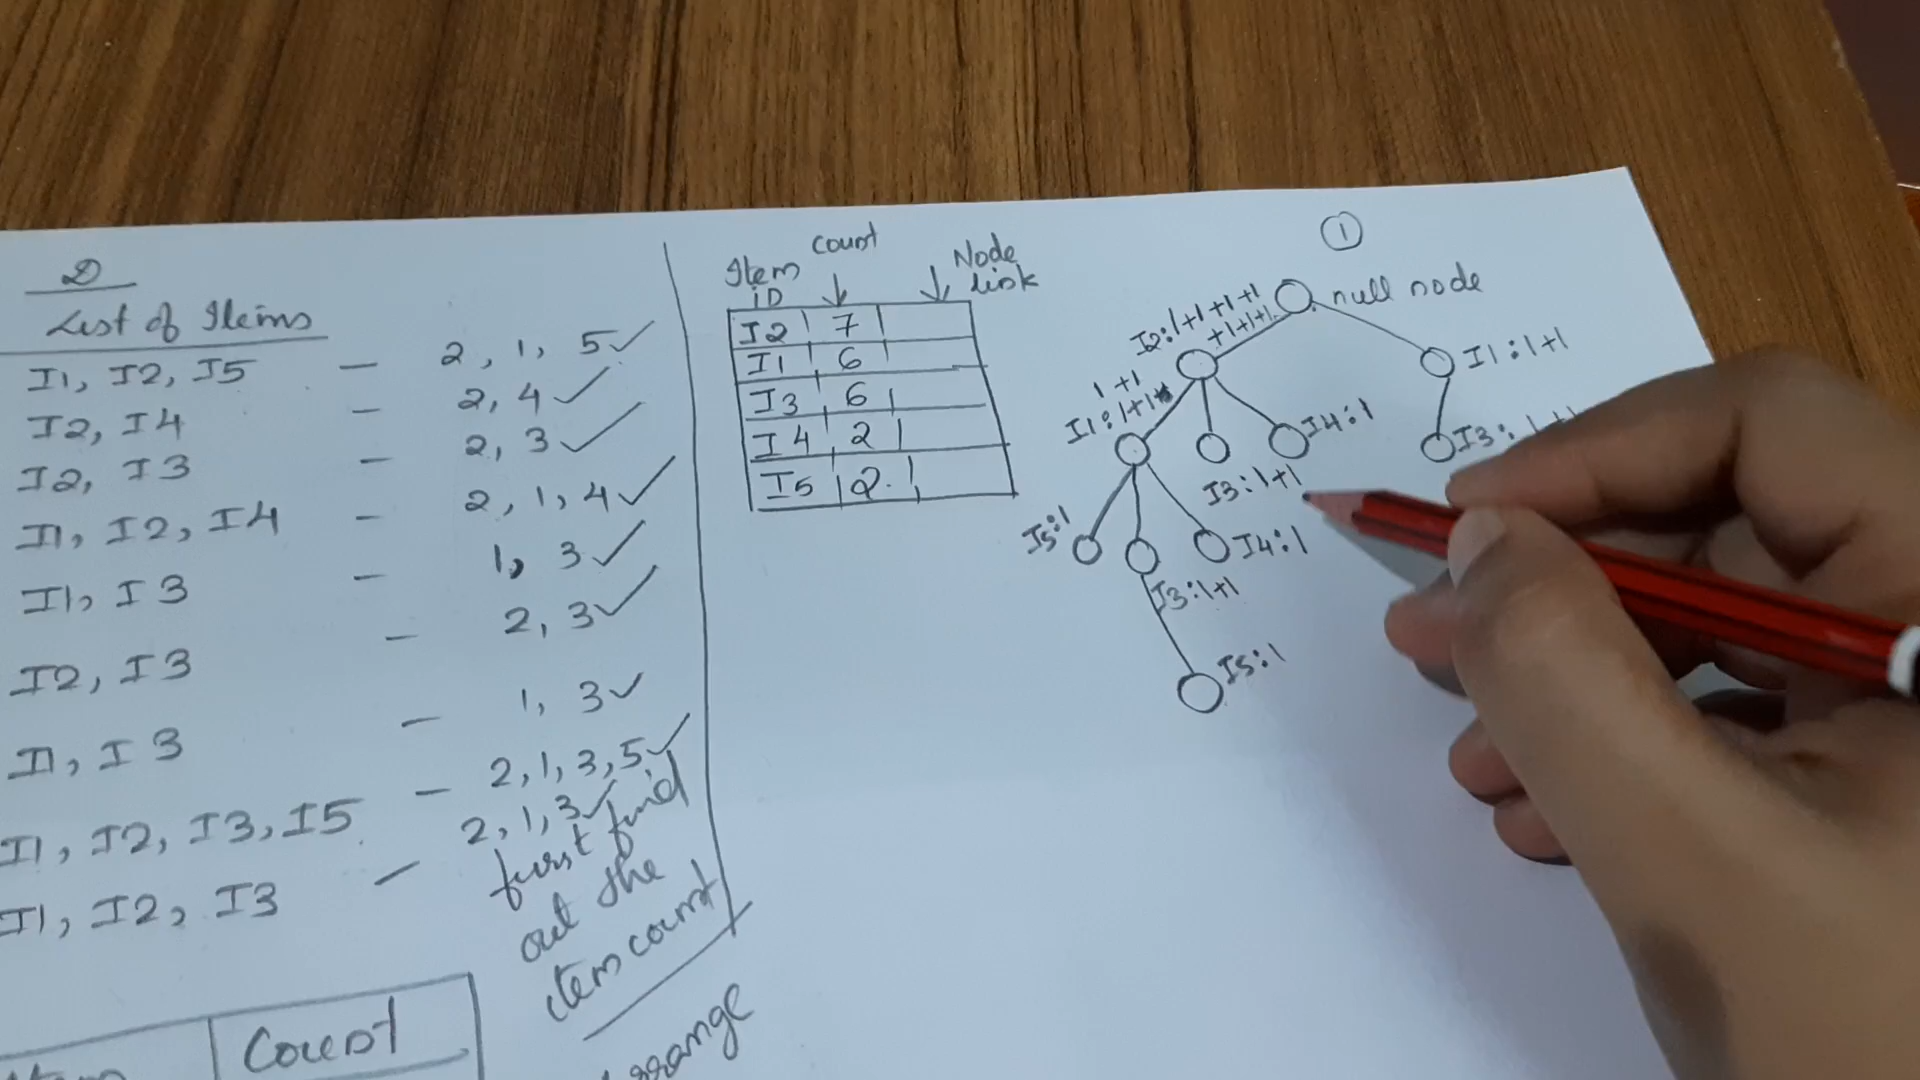 D
List of Items
I1, I2, I5 — 2, 1, 5 ✓
I2, I4 — 2, 4 ✓
I2, I3 — 2, 3 ✓
I1, I2, I4 — 2, 1, 4 ✓
I1, I3 — 1, 3 ✓
I2, I3 — 2, 3 ✓
I1, I3 — 1, 3 ✓
I1, I2, I3, I5 — 2, 1, 3, 5 ✓
I1, I2, I3 — 2, 1, 3 ✓
first find
out the
item count
Count
Item ID count Node link
I2 7
I1 6
I3 6
I4 2
I5 2
1
null node
I2:1+1+1+1
+1+1+1
I1:1+1
1+1
I1:1+1
I3:1+1
I4:1
I3:1+1
I5:1
I3:1+1
I4:1
I5:1